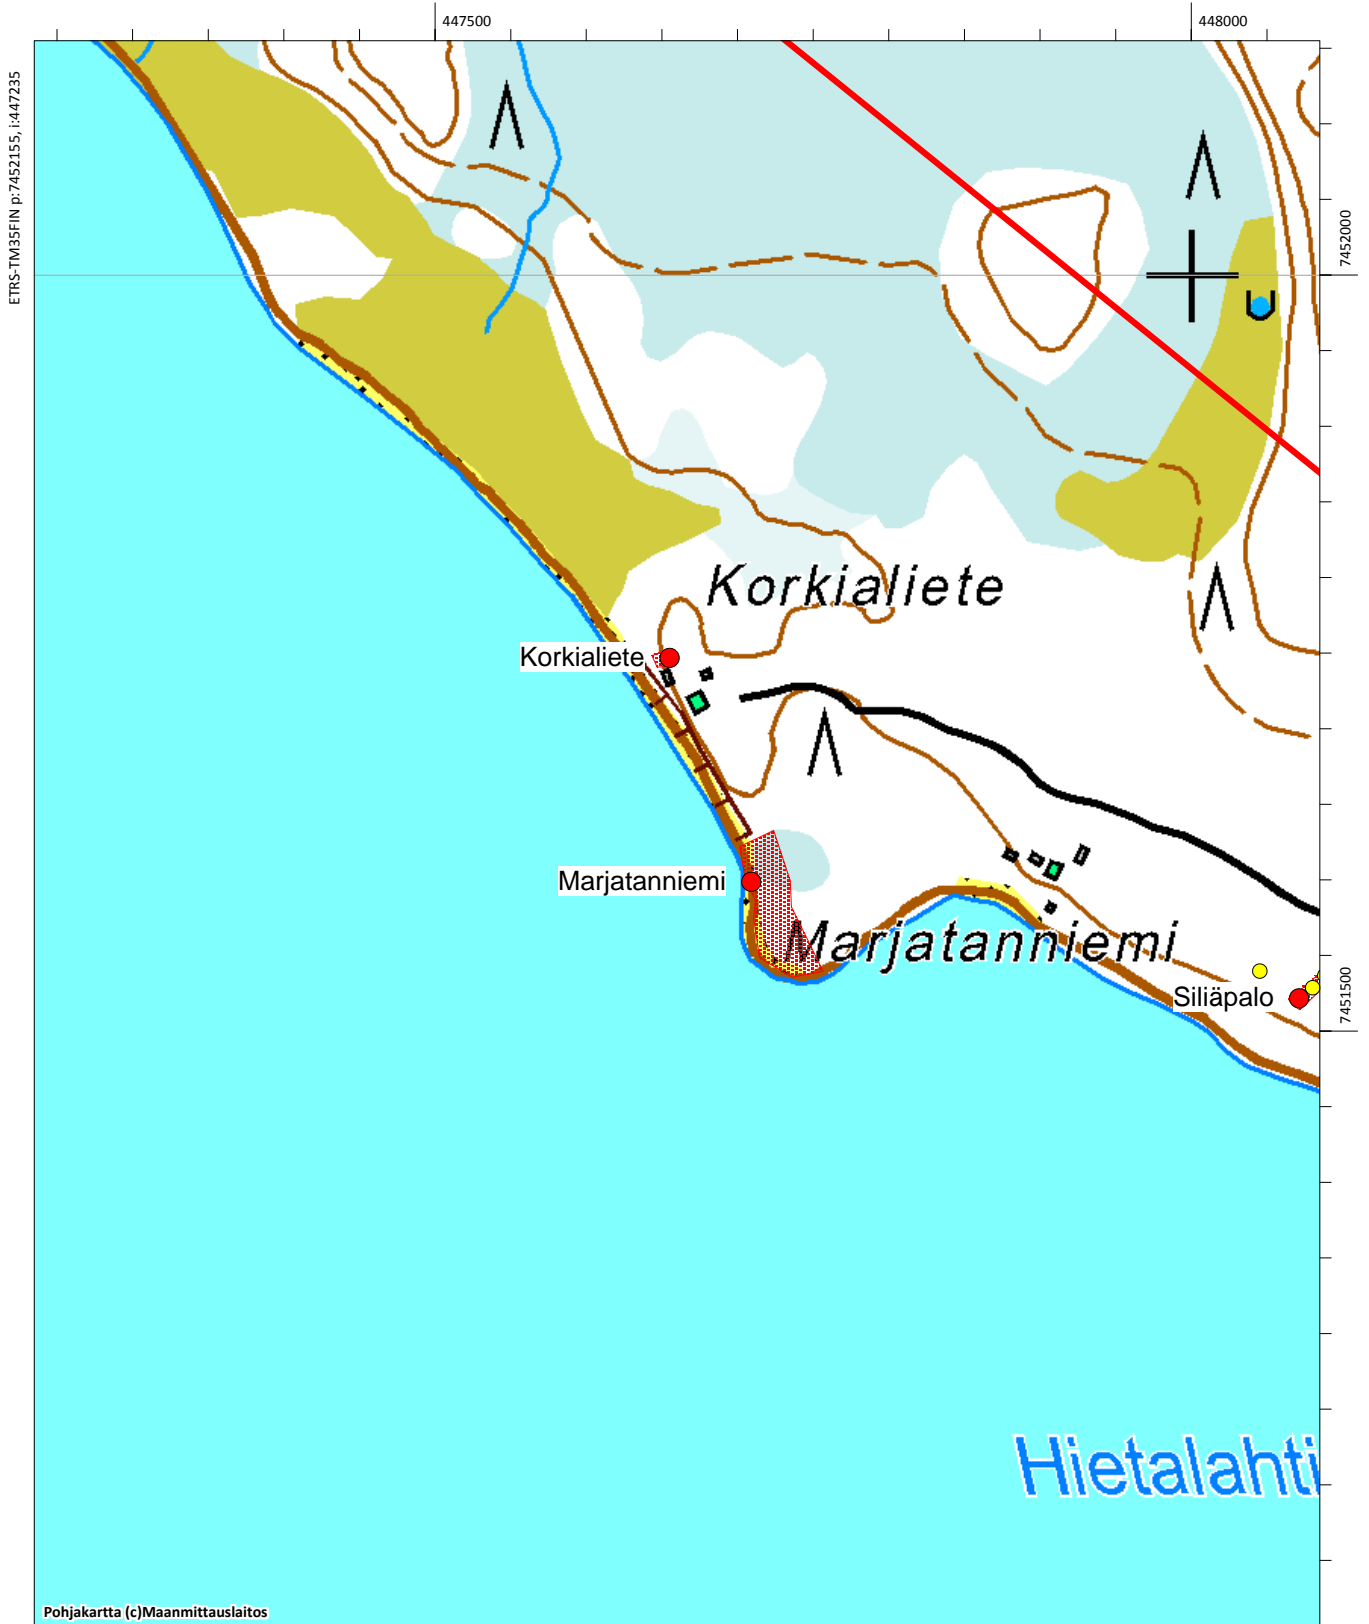 447500
448000
ETRS-TM35FIN p:7452155, i:447235
7452000
Korkialiete
Korkialiete
Marjatanniemi
Marjatanniemi
Siliäpalo
7451500
Hietalahti
Pohjakartta (c)Maanmittauslaitos